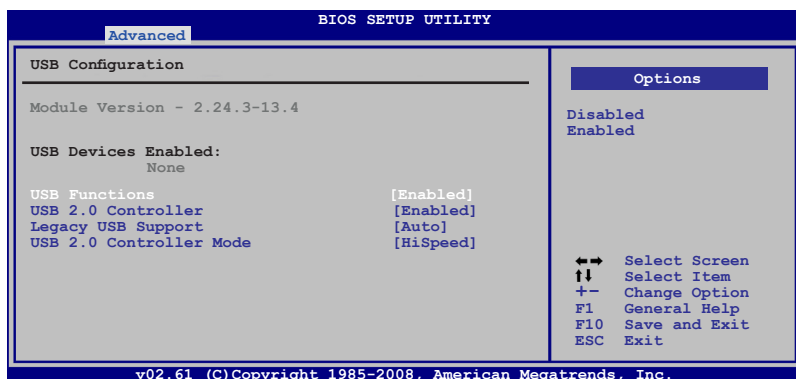 BIOS SETUP UTILITY
Advanced
USB Configuration
Module Version - 2.24.3-13.4
USB Devices Enabled:
None
USB Functions [Enabled]
USB 2.0 Controller [Enabled]
Legacy USB Support [Auto]
USB 2.0 Controller Mode [HiSpeed]
Options
Disabled
Enabled
←→ Select Screen
↑↓ Select Item
+- Change Option
F1 General Help
F10 Save and Exit
ESC Exit
v02.61 (C)Copyright 1985-2008, American Megatrends, Inc.